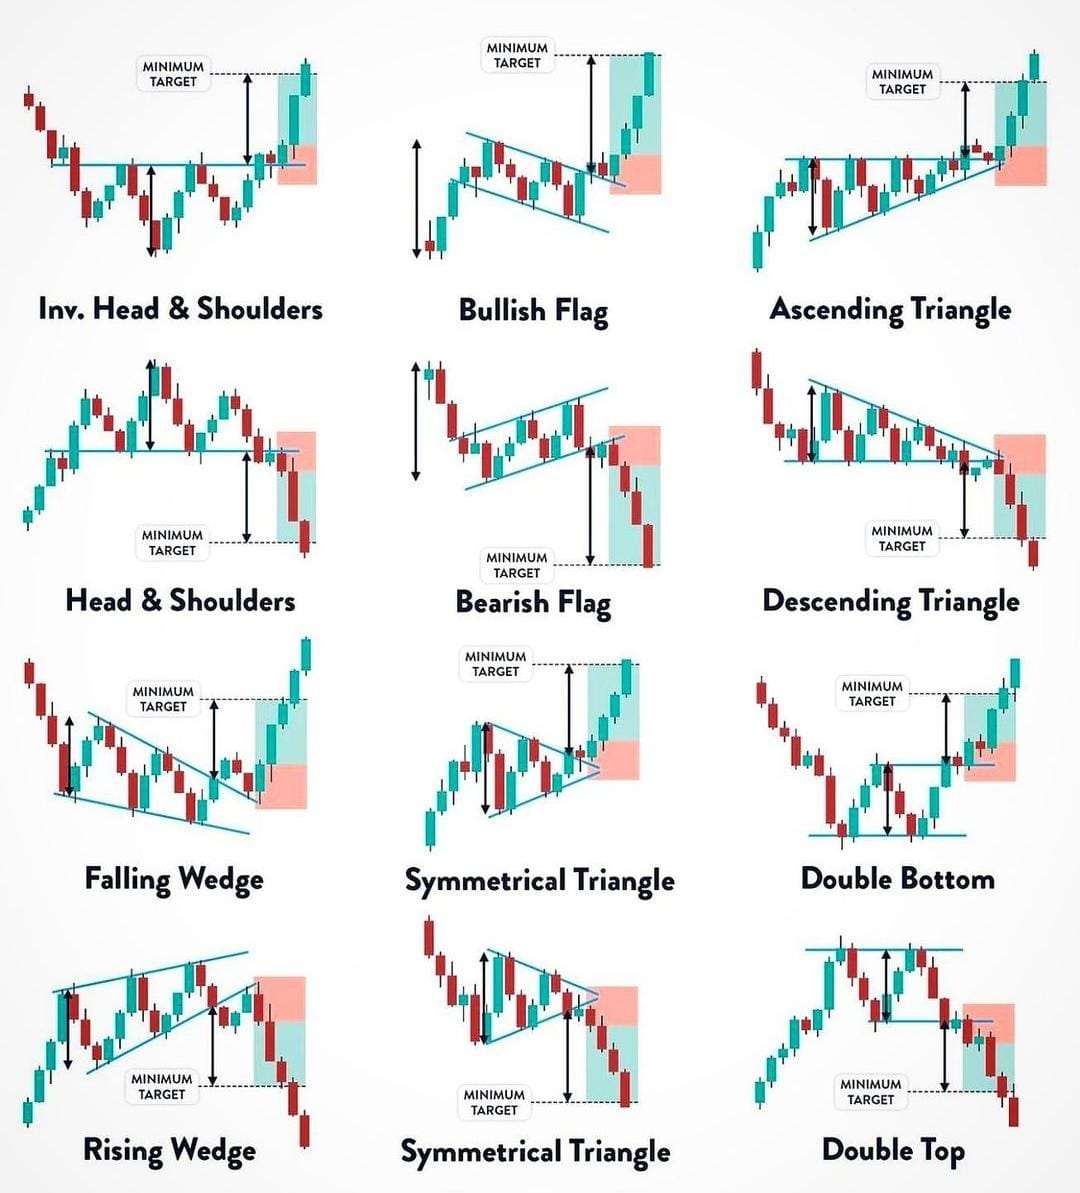 MINIMUM
TARGET
MINIMUM
TARGET
MINIMUM
TARGET
Inv. Head & Shoulders
Bullish Flag
Ascending Triangle
MINIMUM
TARGET
MINIMUM
TARGET
MINIMUM
TARGET
Head & Shoulders
Bearish Flag
Descending Triangle
MINIMUM
TARGET
MINIMUM
TARGET
MINIMUM
TARGET
Falling Wedge
Symmetrical Triangle
Double Bottom
MINIMUM
TARGET
MINIMUM
TARGET
MINIMUM
TARGET
Rising Wedge
Symmetrical Triangle
Double Top